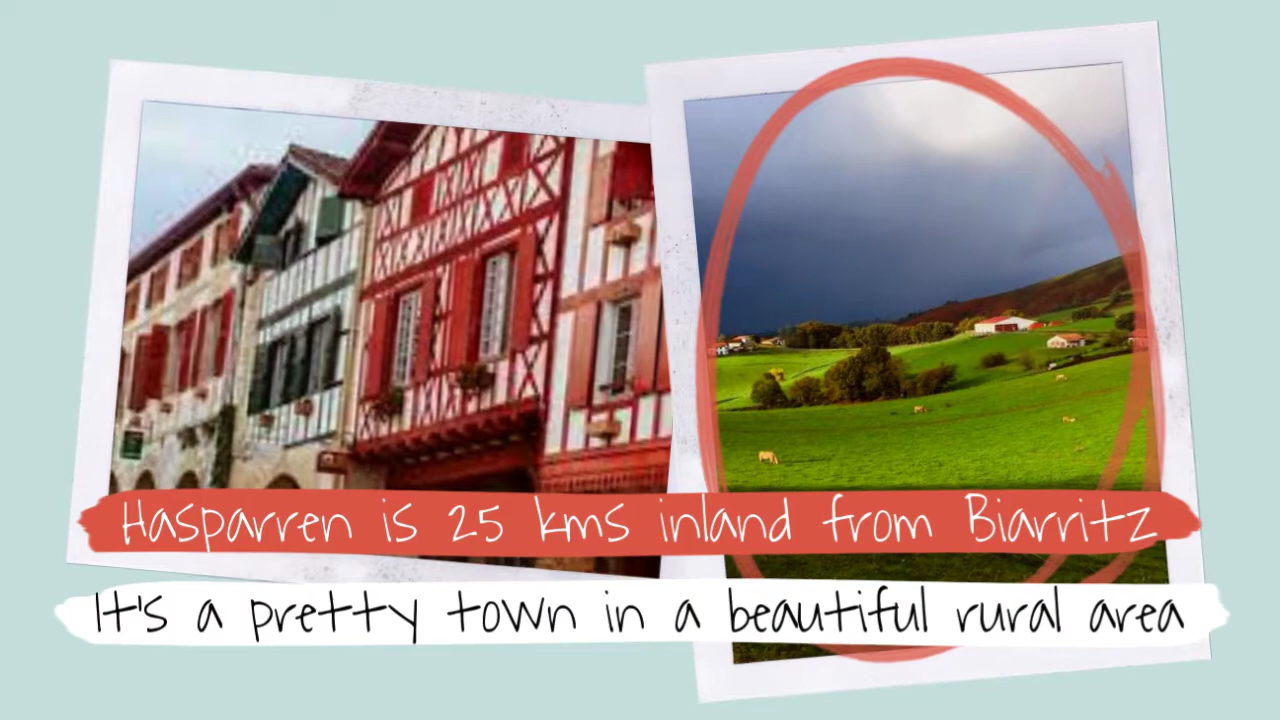 Hasparren is 25 kms inland from Biarritz
It's a pretty town in a beautiful rural area